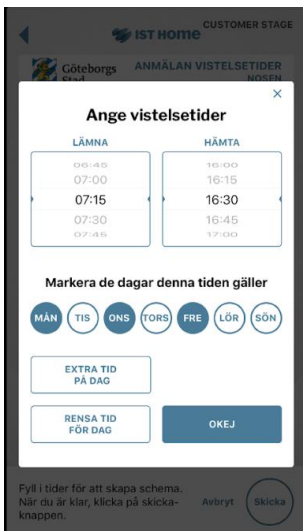 CUSTOMER STAGE
IST Home
Göteborgs
Stad
ANMÄLAN VISTELSETIDER
NOSEN
×
Ange vistelsetider
LÄMNA
HÄMTA
06:45
16:00
07:00
16:15
07:15
16:30
07:30
16:45
07:45
17:00
Markera de dagar denna tiden gäller
MÅN TIS ONS TORS FRE LÖR SÖN
EXTRA TID
PÅ DAG
RENSA TID
FÖR DAG
OKEJ
Fyll i tider för att skapa schema.
När du är klar, klicka på skicka-
knappen.
Avbryt
Skicka